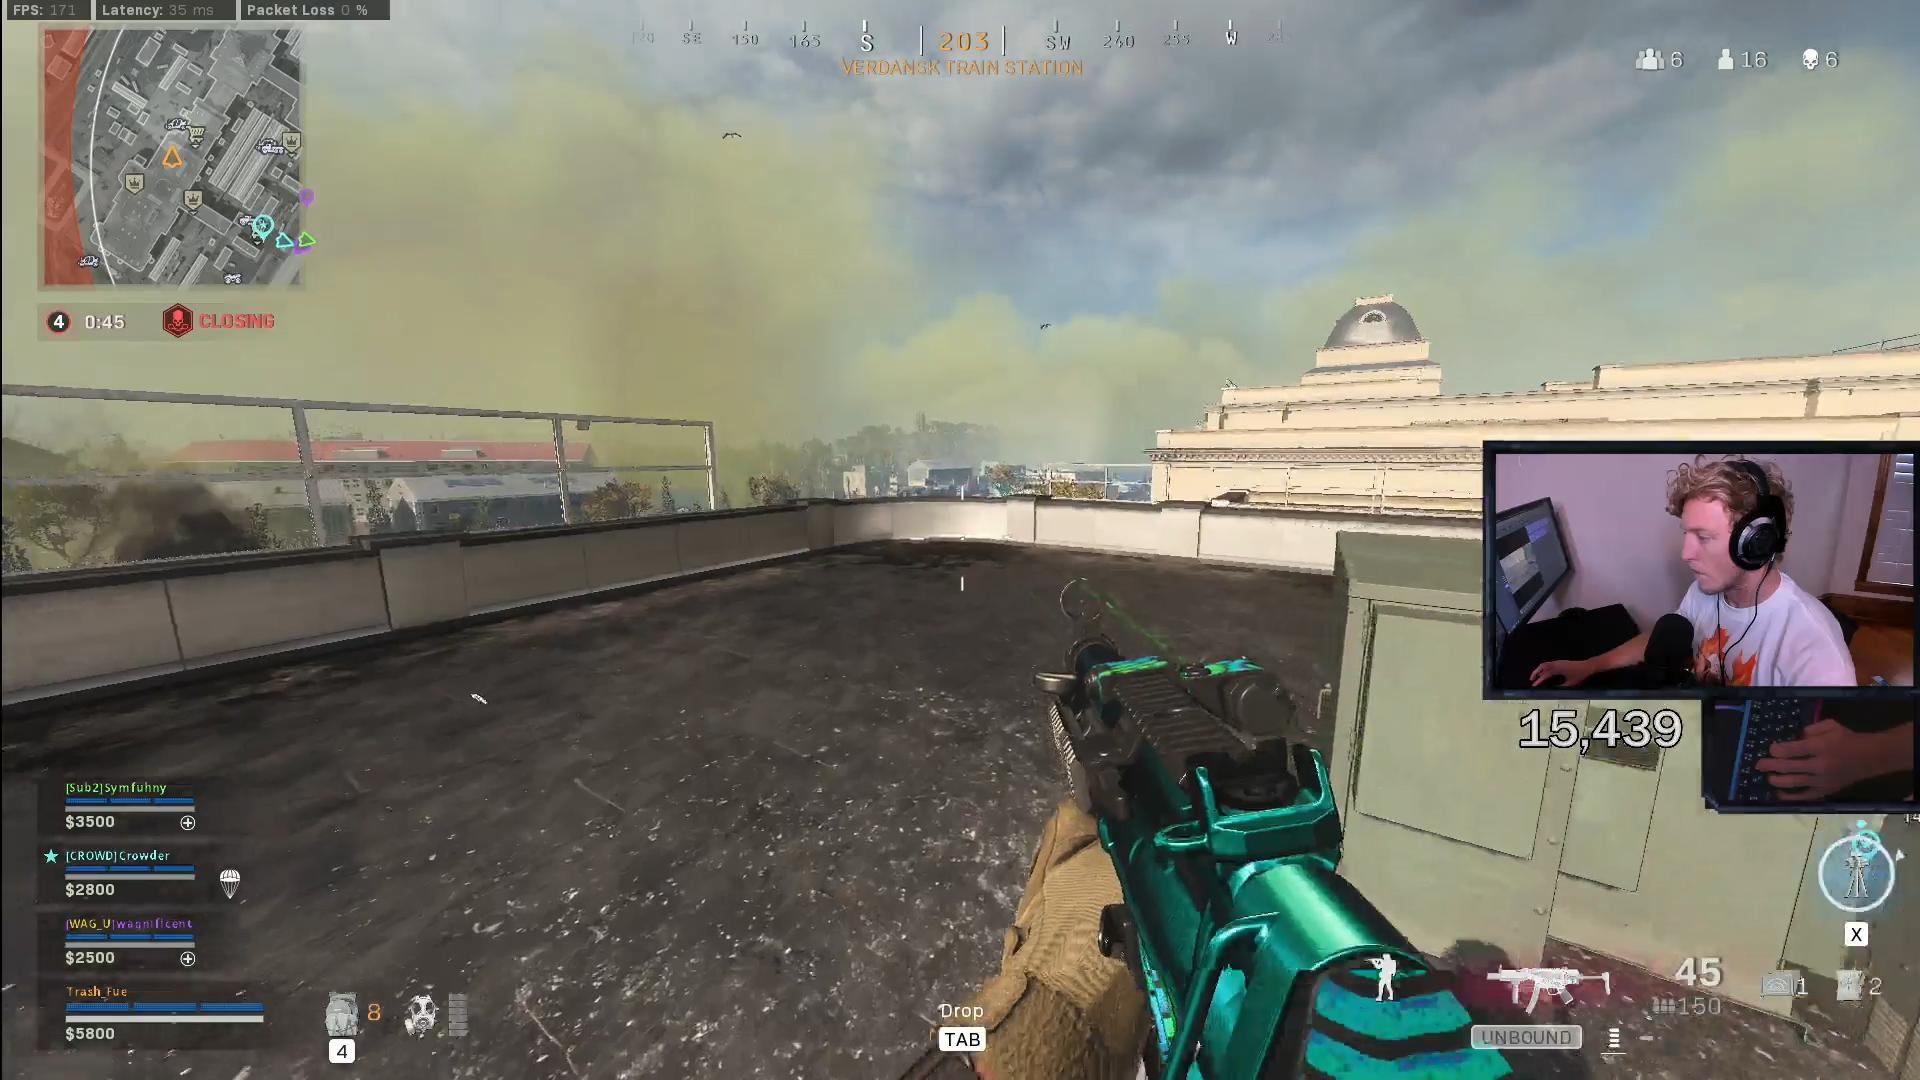 FPS: 171 Latency: 35 ms Packet Loss 0 %
SE 150 165 S 203 SW 240 255 W
VERDANSK TRAIN STATION
6 16 6
4 0:45 CLOSING
15,439
[Sub2]Symfuhny
$3500
[CROWD]Crowder
$2800
[WAG_U]wagnificent
$2500
Trash_Fue
$5800
8
4
Drop
TAB
X
45
150
1 2
UNBOUND